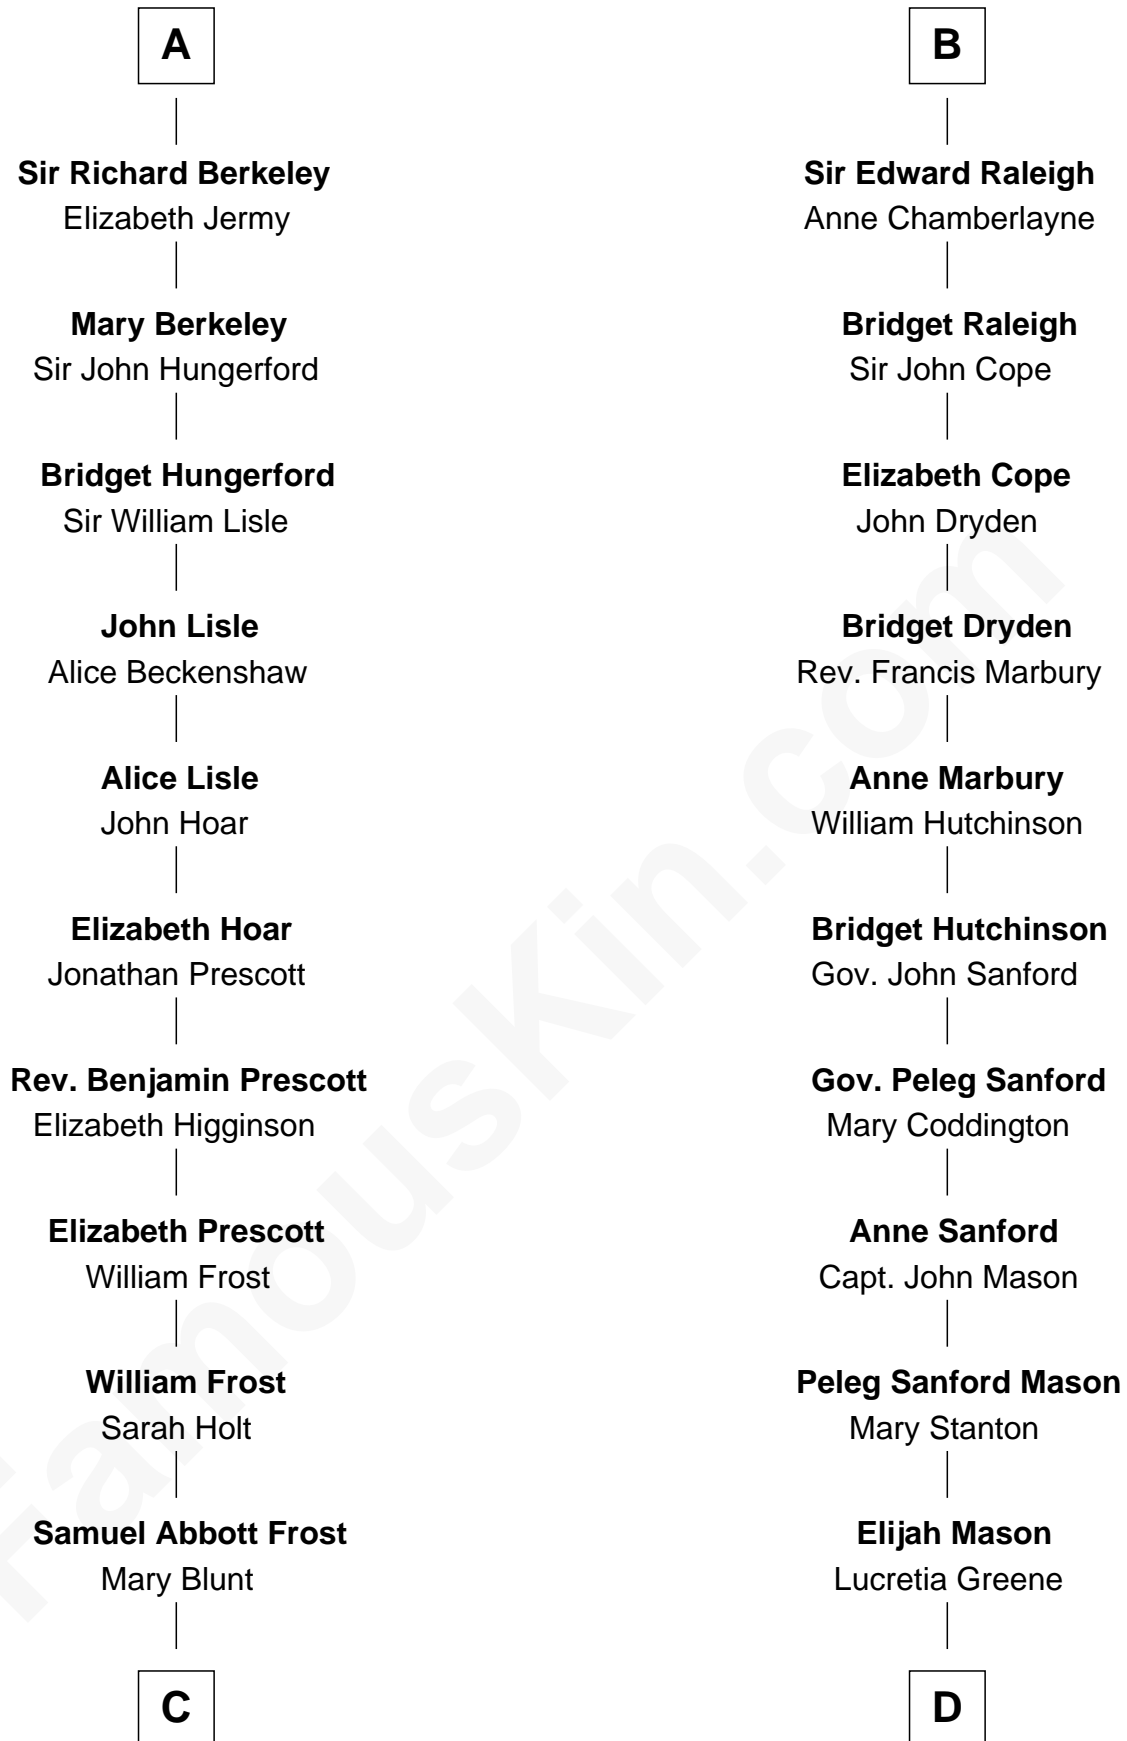 A
Sir Richard Berkeley
Elizabeth Jermy
Mary Berkeley
Sir John Hungerford
Bridget Hungerford
Sir William Lisle
John Lisle
Alice Beckenshaw
Alice Lisle
John Hoar
Elizabeth Hoar
Jonathan Prescott
Rev. Benjamin Prescott
Elizabeth Higginson
Elizabeth Prescott
William Frost
William Frost
Sarah Holt
Samuel Abbott Frost
Mary Blunt
C
B
Sir Edward Raleigh
Anne Chamberlayne
Bridget Raleigh
Sir John Cope
Elizabeth Cope
John Dryden
Bridget Dryden
Rev. Francis Marbury
Anne Marbury
William Hutchinson
Bridget Hutchinson
Gov. John Sanford
Gov. Peleg Sanford
Mary Coddington
Anne Sanford
Capt. John Mason
Peleg Sanford Mason
Mary Stanton
Elijah Mason
Lucretia Greene
D
FamousKin.com